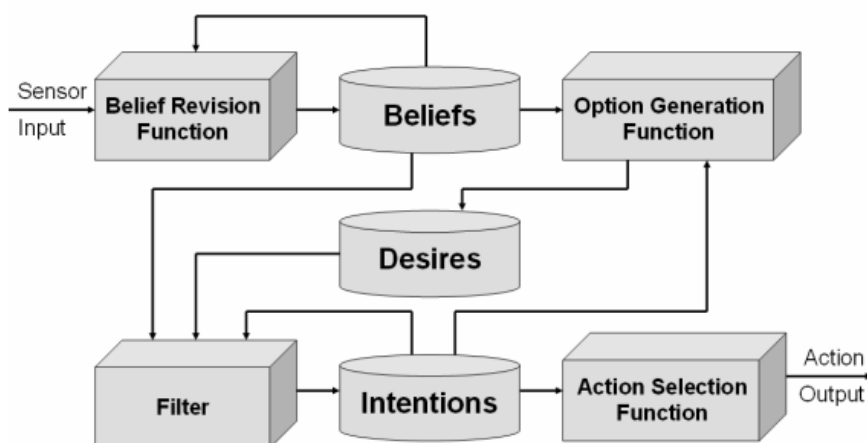 Sensor
Input
Belief Revision
Function
Beliefs
Option Generation
Function
Desires
Filter
Intentions
Action Selection
Function
Action
Output